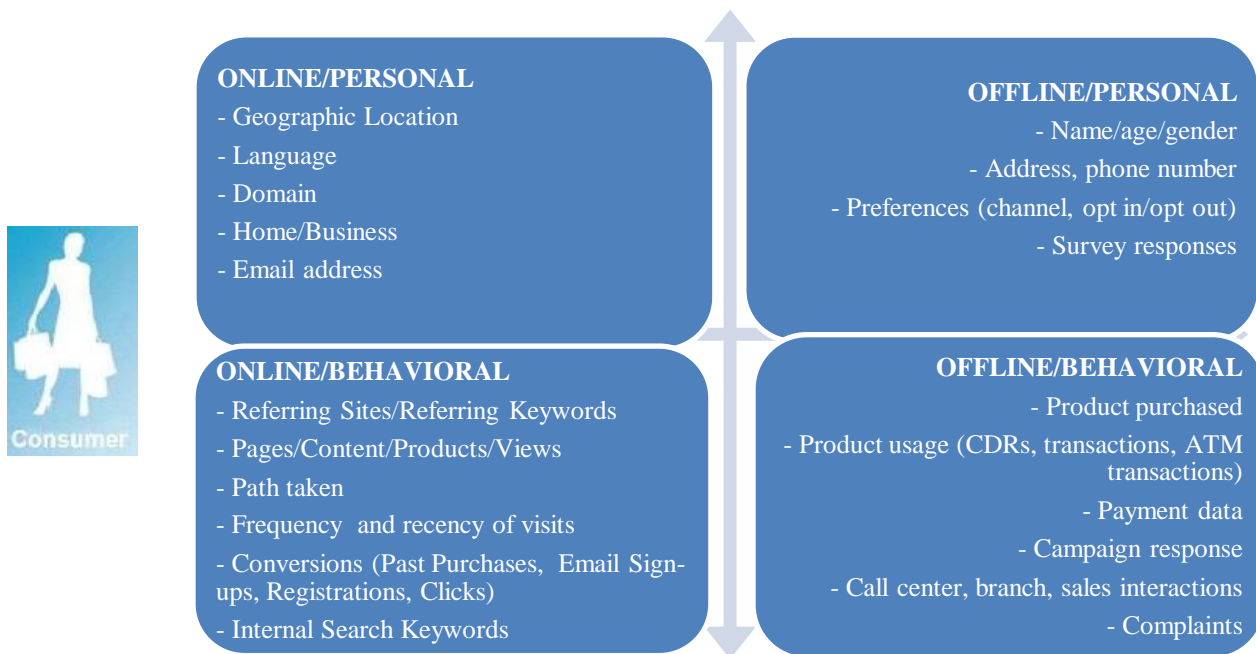 ONLINE/PERSONAL
- Geographic Location
- Language
- Domain
- Home/Business
- Email address
OFFLINE/PERSONAL
- Name/age/gender
- Address, phone number
- Preferences (channel, opt in/opt out)
- Survey responses
Consumer
ONLINE/BEHAVIORAL
- Referring Sites/Referring Keywords
- Pages/Content/Products/Views
- Path taken
- Frequency and recency of visits
- Conversions (Past Purchases, Email Sign-
ups, Registrations, Clicks)
- Internal Search Keywords
OFFLINE/BEHAVIORAL
- Product purchased
- Product usage (CDRs, transactions, ATM
transactions)
- Payment data
- Campaign response
- Call center, branch, sales interactions
- Complaints